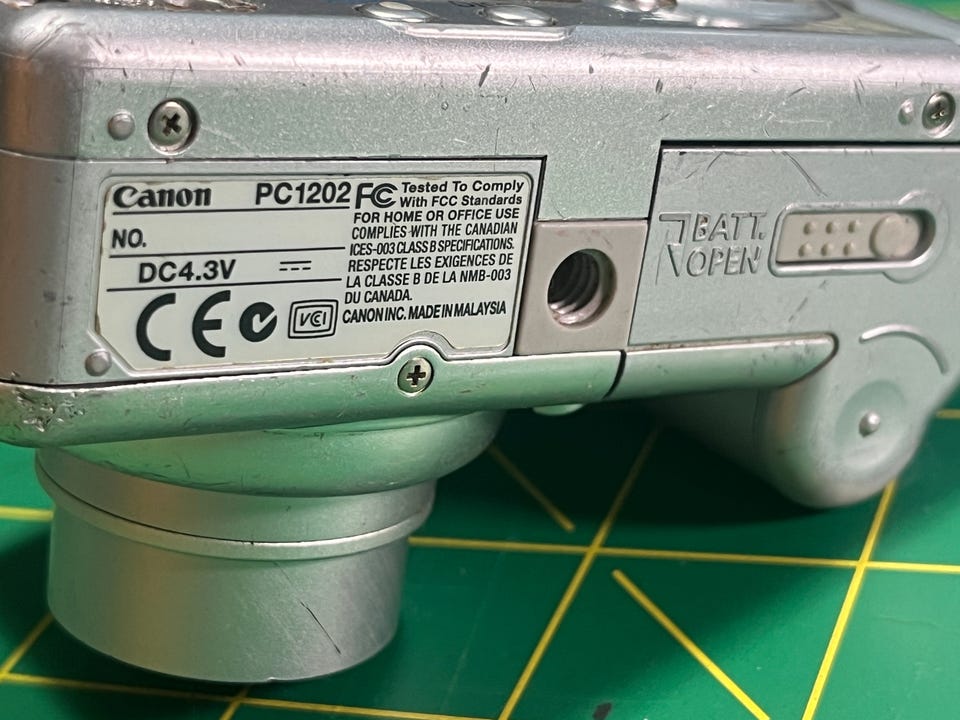 Canon PC1202
NO.
DC4.3V
CE
VCI
FC Tested To Comply
With FCC Standards
FOR HOME OR OFFICE USE
COMPLIES WITH THE CANADIAN
ICES-003 CLASS B SPECIFICATIONS.
RESPECTE LES EXIGENCES DE
LA CLASSE B DE LA NMB-003
DU CANADA.
CANON INC. MADE IN MALAYSIA
BATT.
OPEN